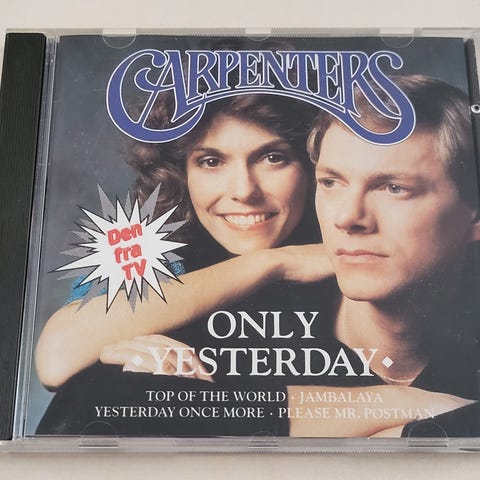 CARPENTERS
Den
fra
TV
ONLY
·YESTERDAY·
TOP OF THE WORLD · JAMBALAYA
YESTERDAY ONCE MORE · PLEASE MR. POSTMAN